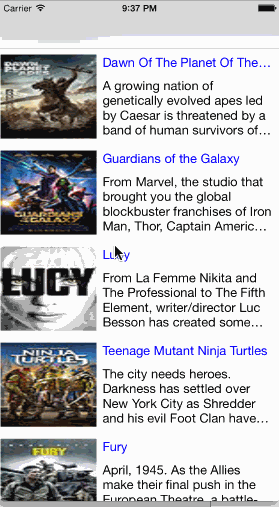 Carrier 9:37 PM
DAWN
PLANET
APES
Dawn Of The Planet Of The...
A growing nation of
genetically evolved apes led
by Caesar is threatened by a
band of human survivors of...
GUARDIANS
GALAXY
Guardians of the Galaxy
From Marvel, the studio that
brought you the global
blockbuster franchises of Iron
Man, Thor, Captain Americ...
LUCY
Lucy
From La Femme Nikita and
The Professional to The Fifth
Element, writer/director Luc
Besson has created some...
NINJA
TURTLES
Teenage Mutant Ninja Turtles
The city needs heroes.
Darkness has settled over
New York City as Shredder
and his evil Foot Clan have...
FURY
Fury
April, 1945. As the Allies
make their final push in the
European Theatre, a battle-